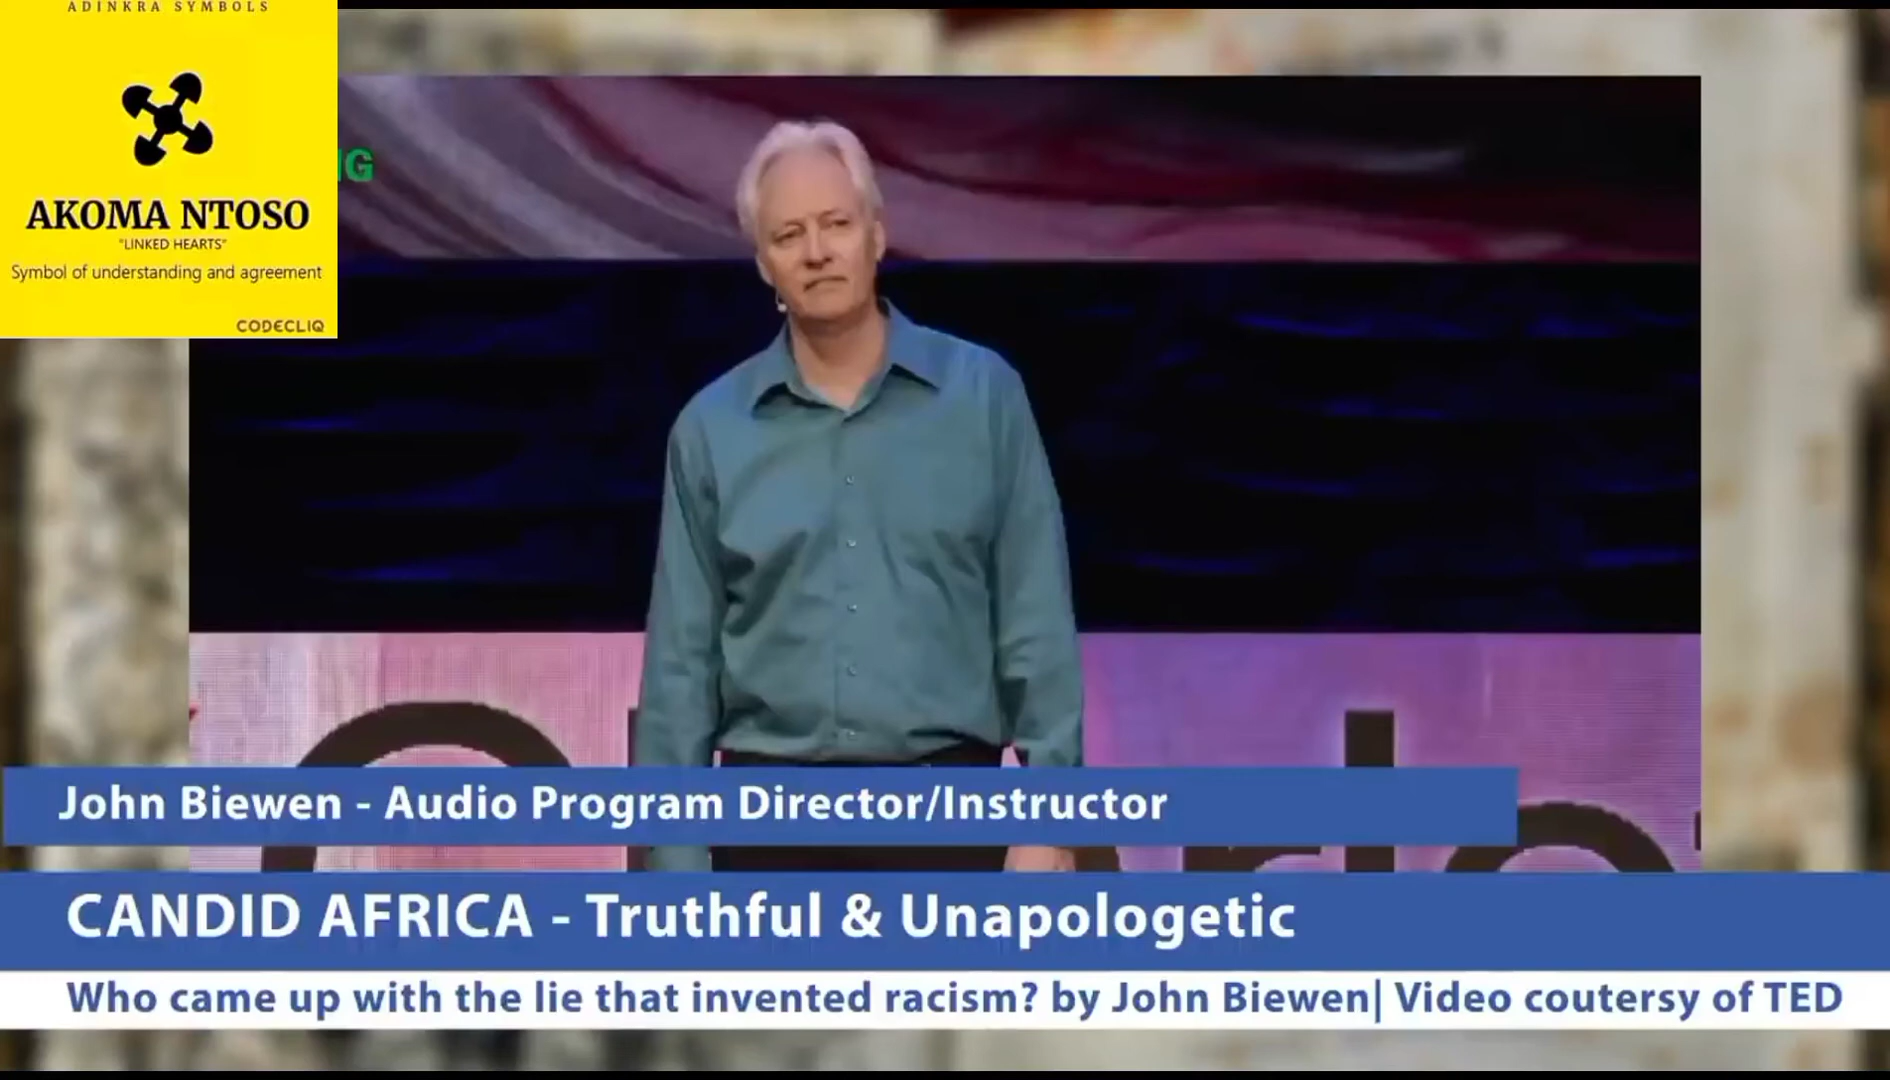 ADINKRA SYMBOLS
AKOMA NTOSO
"LINKED HEARTS"
Symbol of understanding and agreement
CODECLIQ
John Biewen - Audio Program Director/Instructor
CANDID AFRICA - Truthful & Unapologetic
Who came up with the lie that invented racism? by John Biewen| Video coutersy of TED